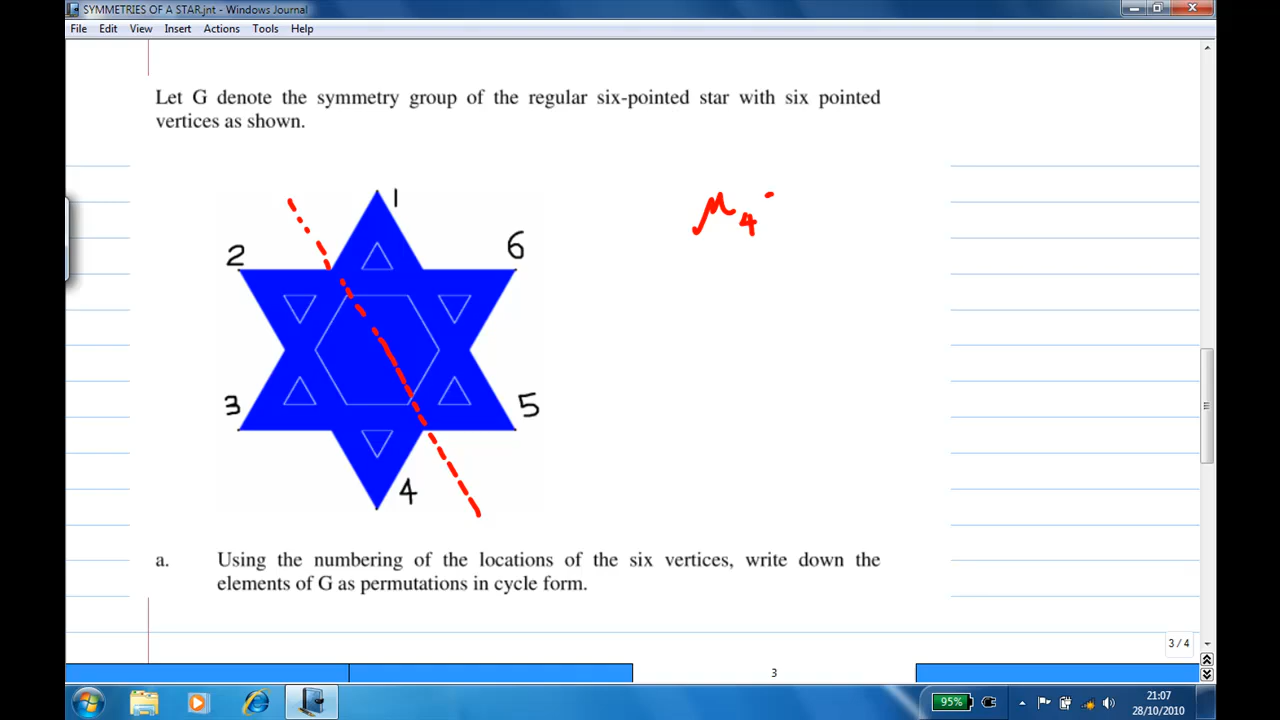 SYMMETRIES OF A STAR.jnt - Windows Journal
File Edit View Insert Actions Tools Help
Let G denote the symmetry group of the regular six-pointed star with six pointed
vertices as shown.
1
2
6
3
5
4
a. Using the numbering of the locations of the six vertices, write down the
elements of G as permutations in cycle form.
3 / 4
3
95%
21:07
28/10/2010